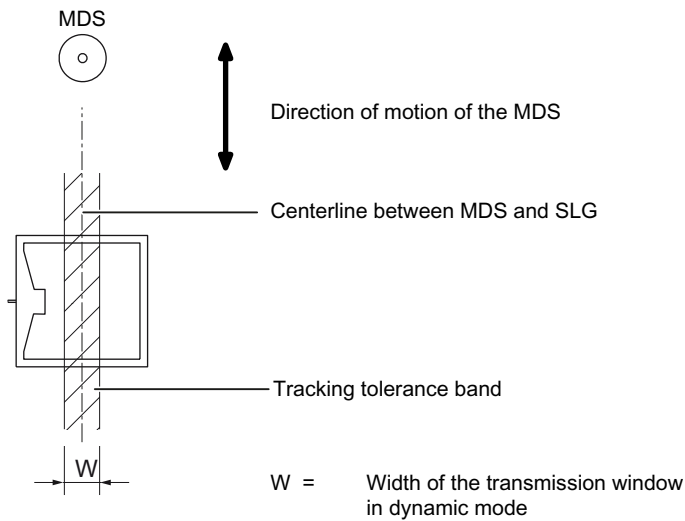 MDS
Direction of motion of the MDS
Centerline between MDS and SLG
Tracking tolerance band
W
W = Width of the transmission window
in dynamic mode